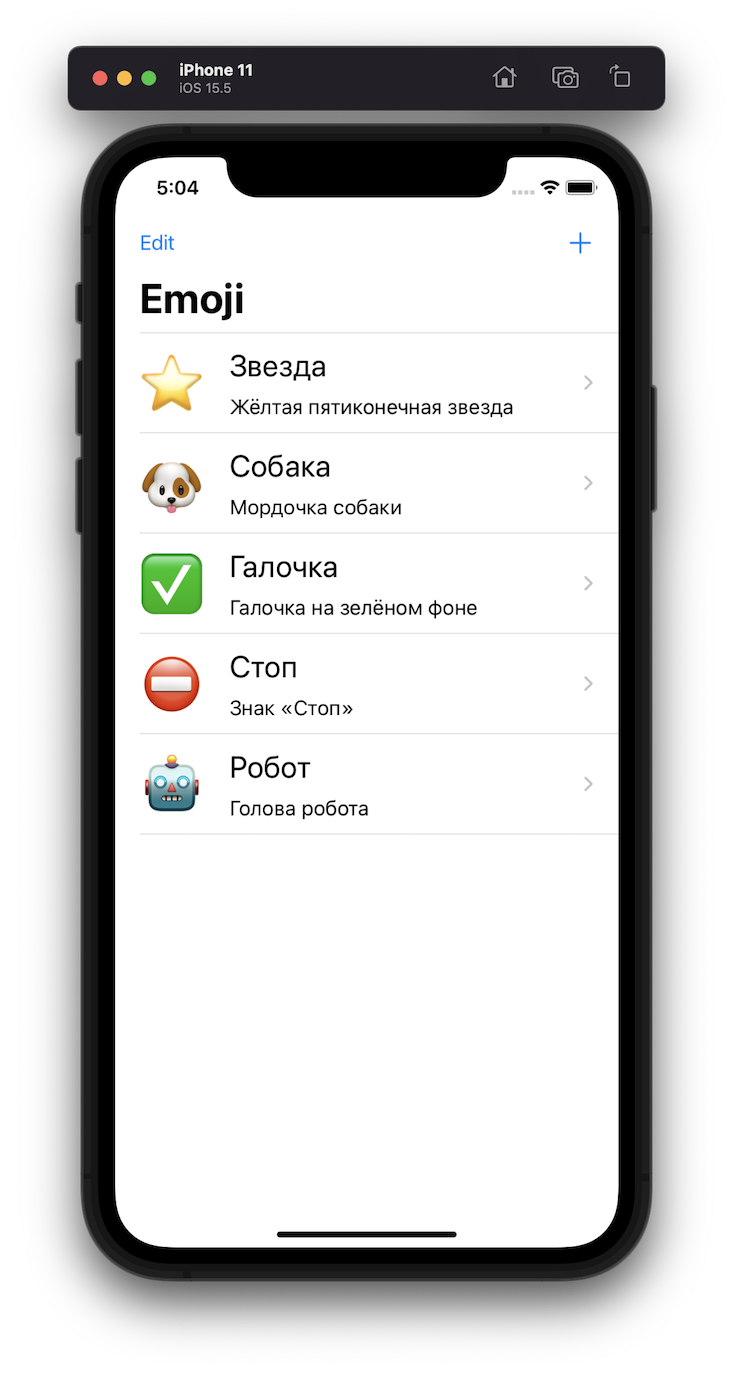 iPhone 11
iOS 15.5
5:04
Edit
Emoji
Звезда
Жёлтая пятиконечная звезда
Собака
Мордочка собаки
Галочка
Галочка на зелёном фоне
Стоп
Знак «Стоп»
Робот
Голова робота